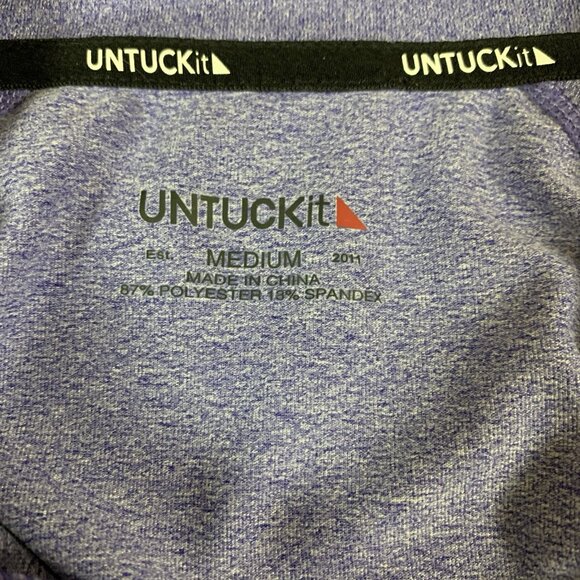 UNTUCKit UNTUCKit
UNTUCKit
Est. MEDIUM 2011
MADE IN CHINA
87% POLYESTER 13% SPANDEX